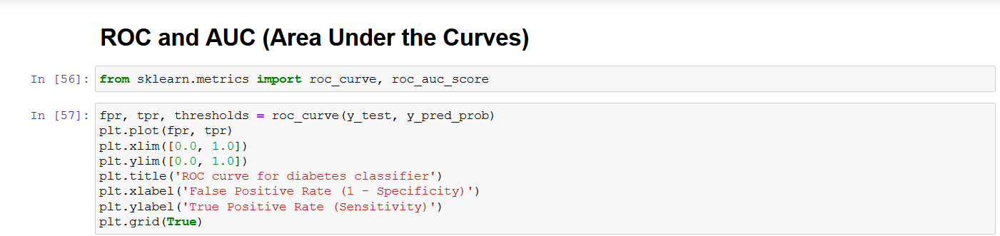 ROC and AUC (Area Under the Curves)
In [56]: from sklearn.metrics import roc_curve, roc_auc_score
In [57]: fpr, tpr, thresholds = roc_curve(y_test, y_pred_prob)
plt.plot(fpr, tpr)
plt.xlim([0.0, 1.0])
plt.ylim([0.0, 1.0])
plt.title('ROC curve for diabetes classifier')
plt.xlabel('False Positive Rate (1 - Specificity)')
plt.ylabel('True Positive Rate (Sensitivity)')
plt.grid(True)